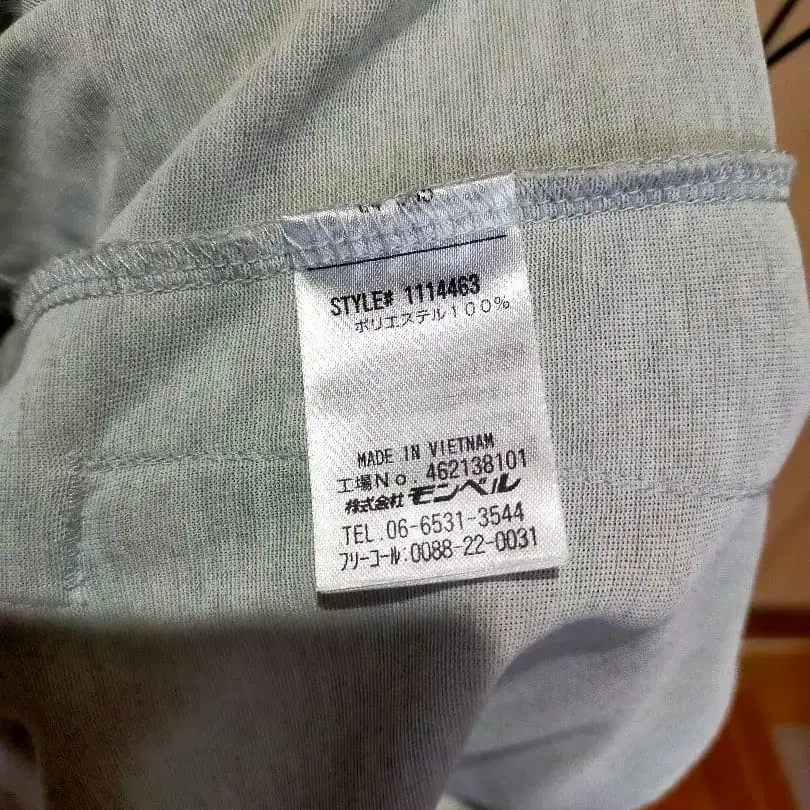 STYLE# 1114463
ポリエステル100%
MADE IN VIETNAM
工場No. 462138101
株式会社 モンベル
TEL.06-6531-3544
フリーコール:0088-22-0031